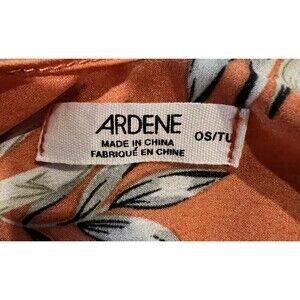 ARDENE
OS/TU
MADE IN CHINA
FABRIQUÉ EN CHINE